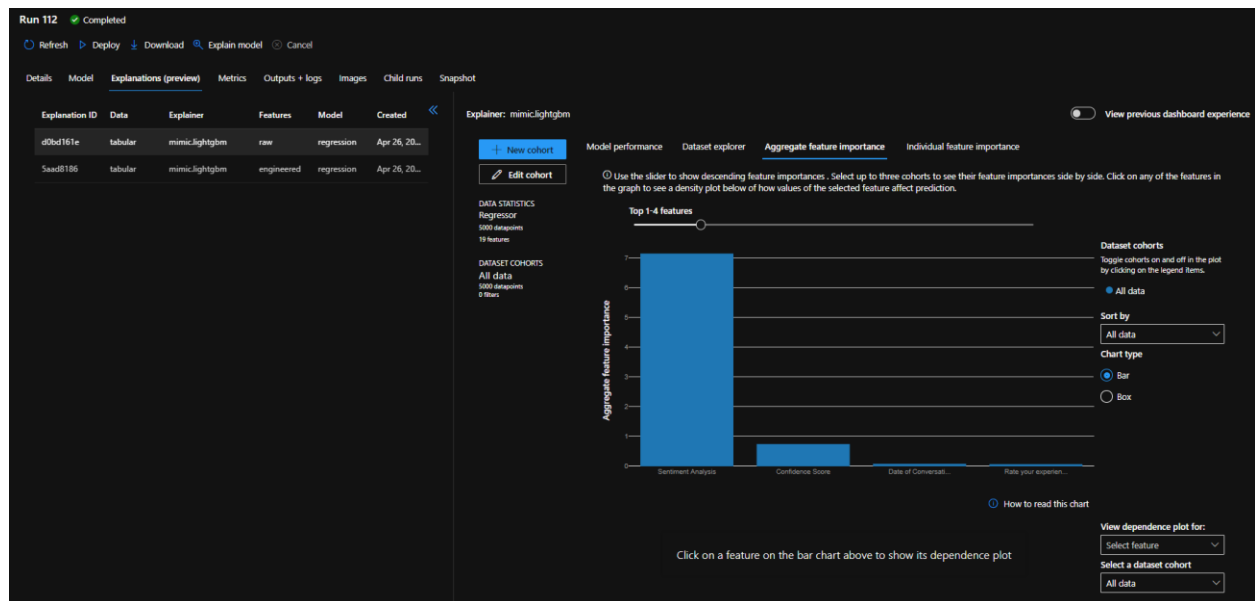 Run 112 Completed
Refresh Deploy Download Explain model Cancel
Details Model Explanations (preview) Metrics Outputs + logs Images Child runs Snapshot
Explanation ID Data Explainer Features Model Created
d0bd161e tabular mimic.lightgbm raw regression Apr 26, 20...
5aad8186 tabular mimic.lightgbm engineered regression Apr 26, 20...
Explainer: mimic.lightgbm
View previous dashboard experience
New cohort
Edit cohort
DATA STATISTICS
Regressor
5000 datapoints
19 features
DATASET COHORTS
All data
5000 datapoints
0 filters
Model performance Dataset explorer Aggregate feature importance Individual feature importance
Use the slider to show descending feature importances . Select up to three cohorts to see their feature importances side by side. Click on any of the features in
the graph to see a density plot below of how values of the selected feature affect prediction.
Top 1-4 features
Aggregate feature importance
7
6
5
4
3
2
1
0
Sentiment Analysis Confidence Score Date of Conversati... Rate your experien...
Dataset cohorts
Toggle cohorts on and off in the plot
by clicking on the legend items.
All data
Sort by
All data
Chart type
Bar
Box
How to read this chart
Click on a feature on the bar chart above to show its dependence plot
View dependence plot for:
Select feature
Select a dataset cohort
All data